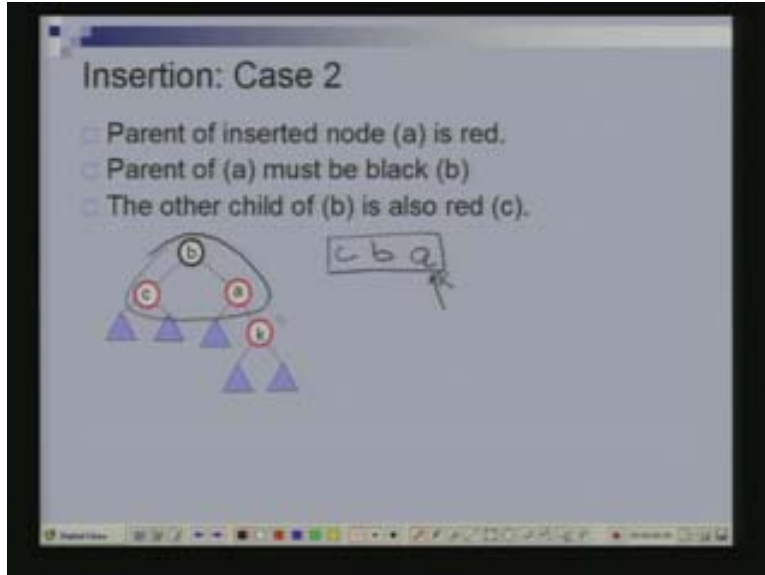 Insertion: Case 2
Parent of inserted node (a) is red.
Parent of (a) must be black (b)
The other child of (b) is also red (c).
b
c b a
c a
k